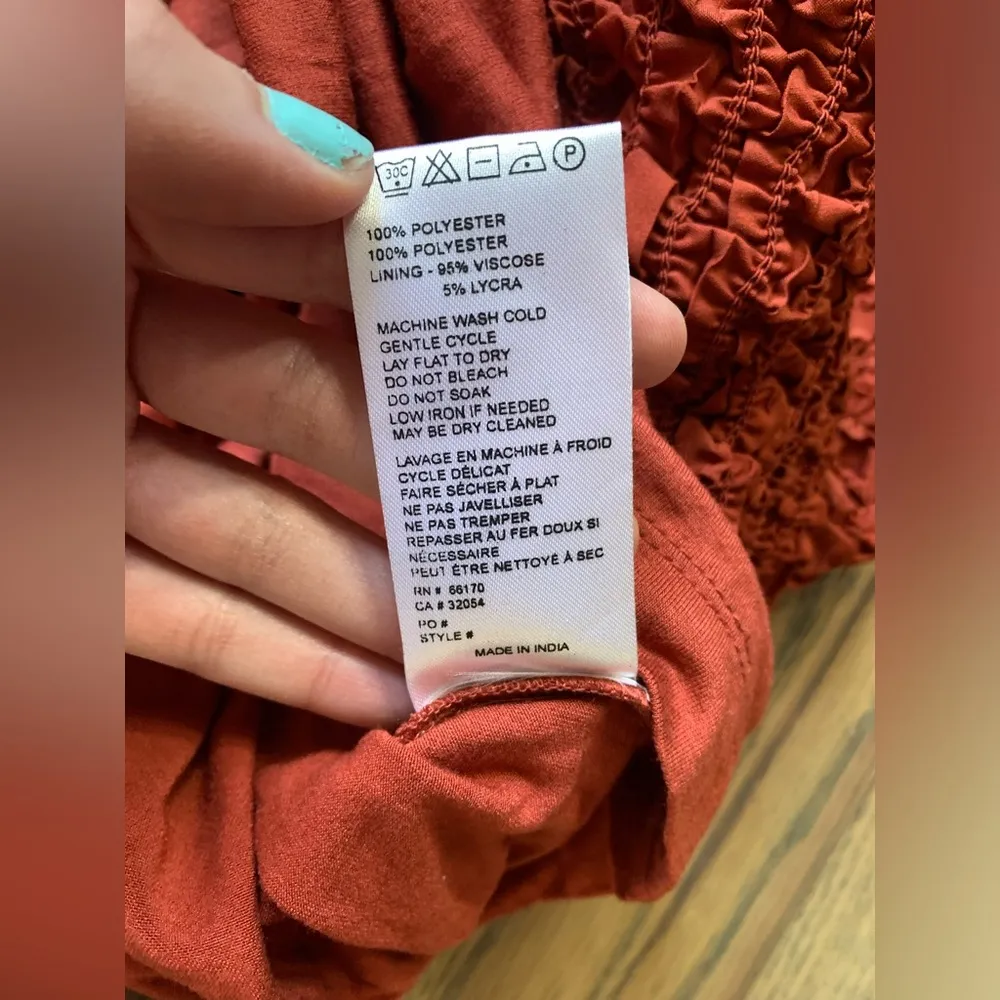 30C P
100% POLYESTER
100% POLYESTER
LINING - 95% VISCOSE
5% LYCRA
MACHINE WASH COLD
GENTLE CYCLE
LAY FLAT TO DRY
DO NOT BLEACH
DO NOT SOAK
LOW IRON IF NEEDED
MAY BE DRY CLEANED
LAVAGE EN MACHINE À FROID
CYCLE DÉLICAT
FAIRE SÉCHER À PLAT
NE PAS JAVELLISER
NE PAS TREMPER
REPASSER AU FER DOUX SI
NÉCESSAIRE
PEUT ÊTRE NETTOYÉ À SEC
RN # 66170
CA # 32054
PO #
STYLE #
MADE IN INDIA